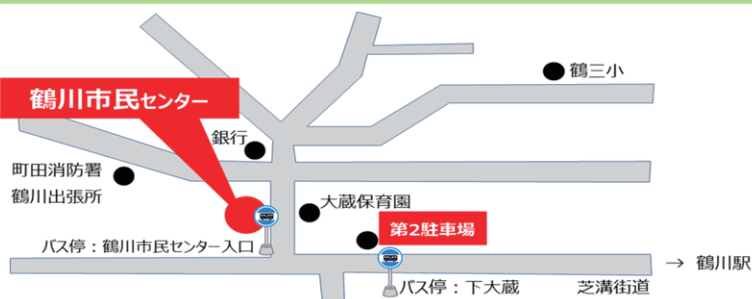 鶴三小
鶴川市民センター
銀行
町田消防署
鶴川出張所
大蔵保育園
第2駐車場
バス停：鶴川市民センター入口
→ 鶴川駅
バス停：下大蔵
芝溝街道